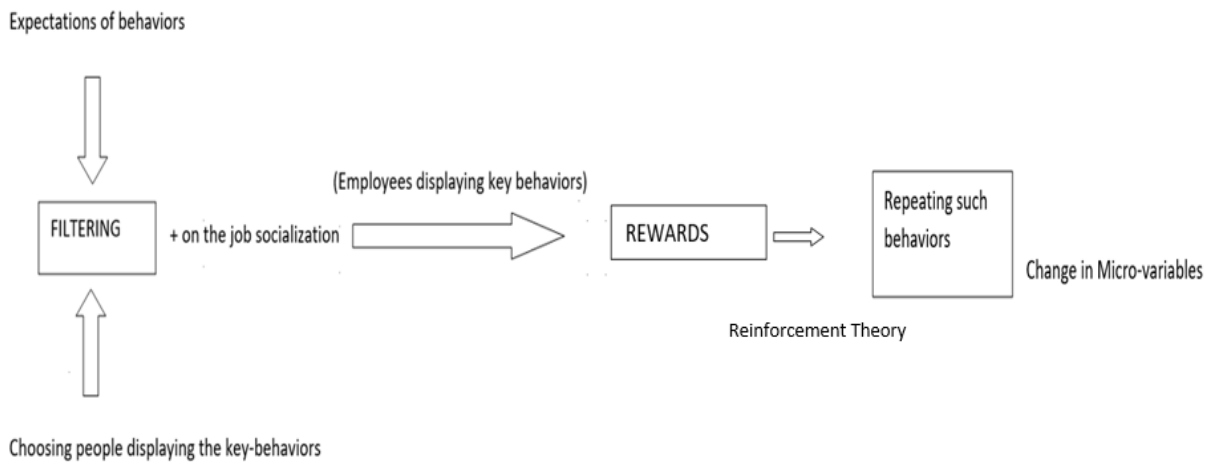 Expectations of behaviors
(Employees displaying key behaviors)
FILTERING
+ on the job socialization
REWARDS
Repeating such
behaviors
Change in Micro-variables
Reinforcement Theory
Choosing people displaying the key-behaviors